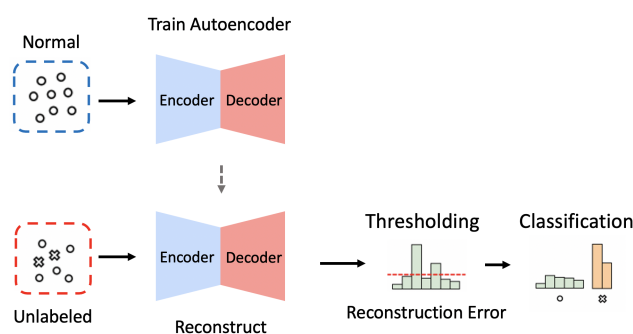 Train Autoencoder
Normal
Encoder Decoder
Thresholding Classification
Encoder Decoder
Unlabeled
Reconstruct
Reconstruction Error